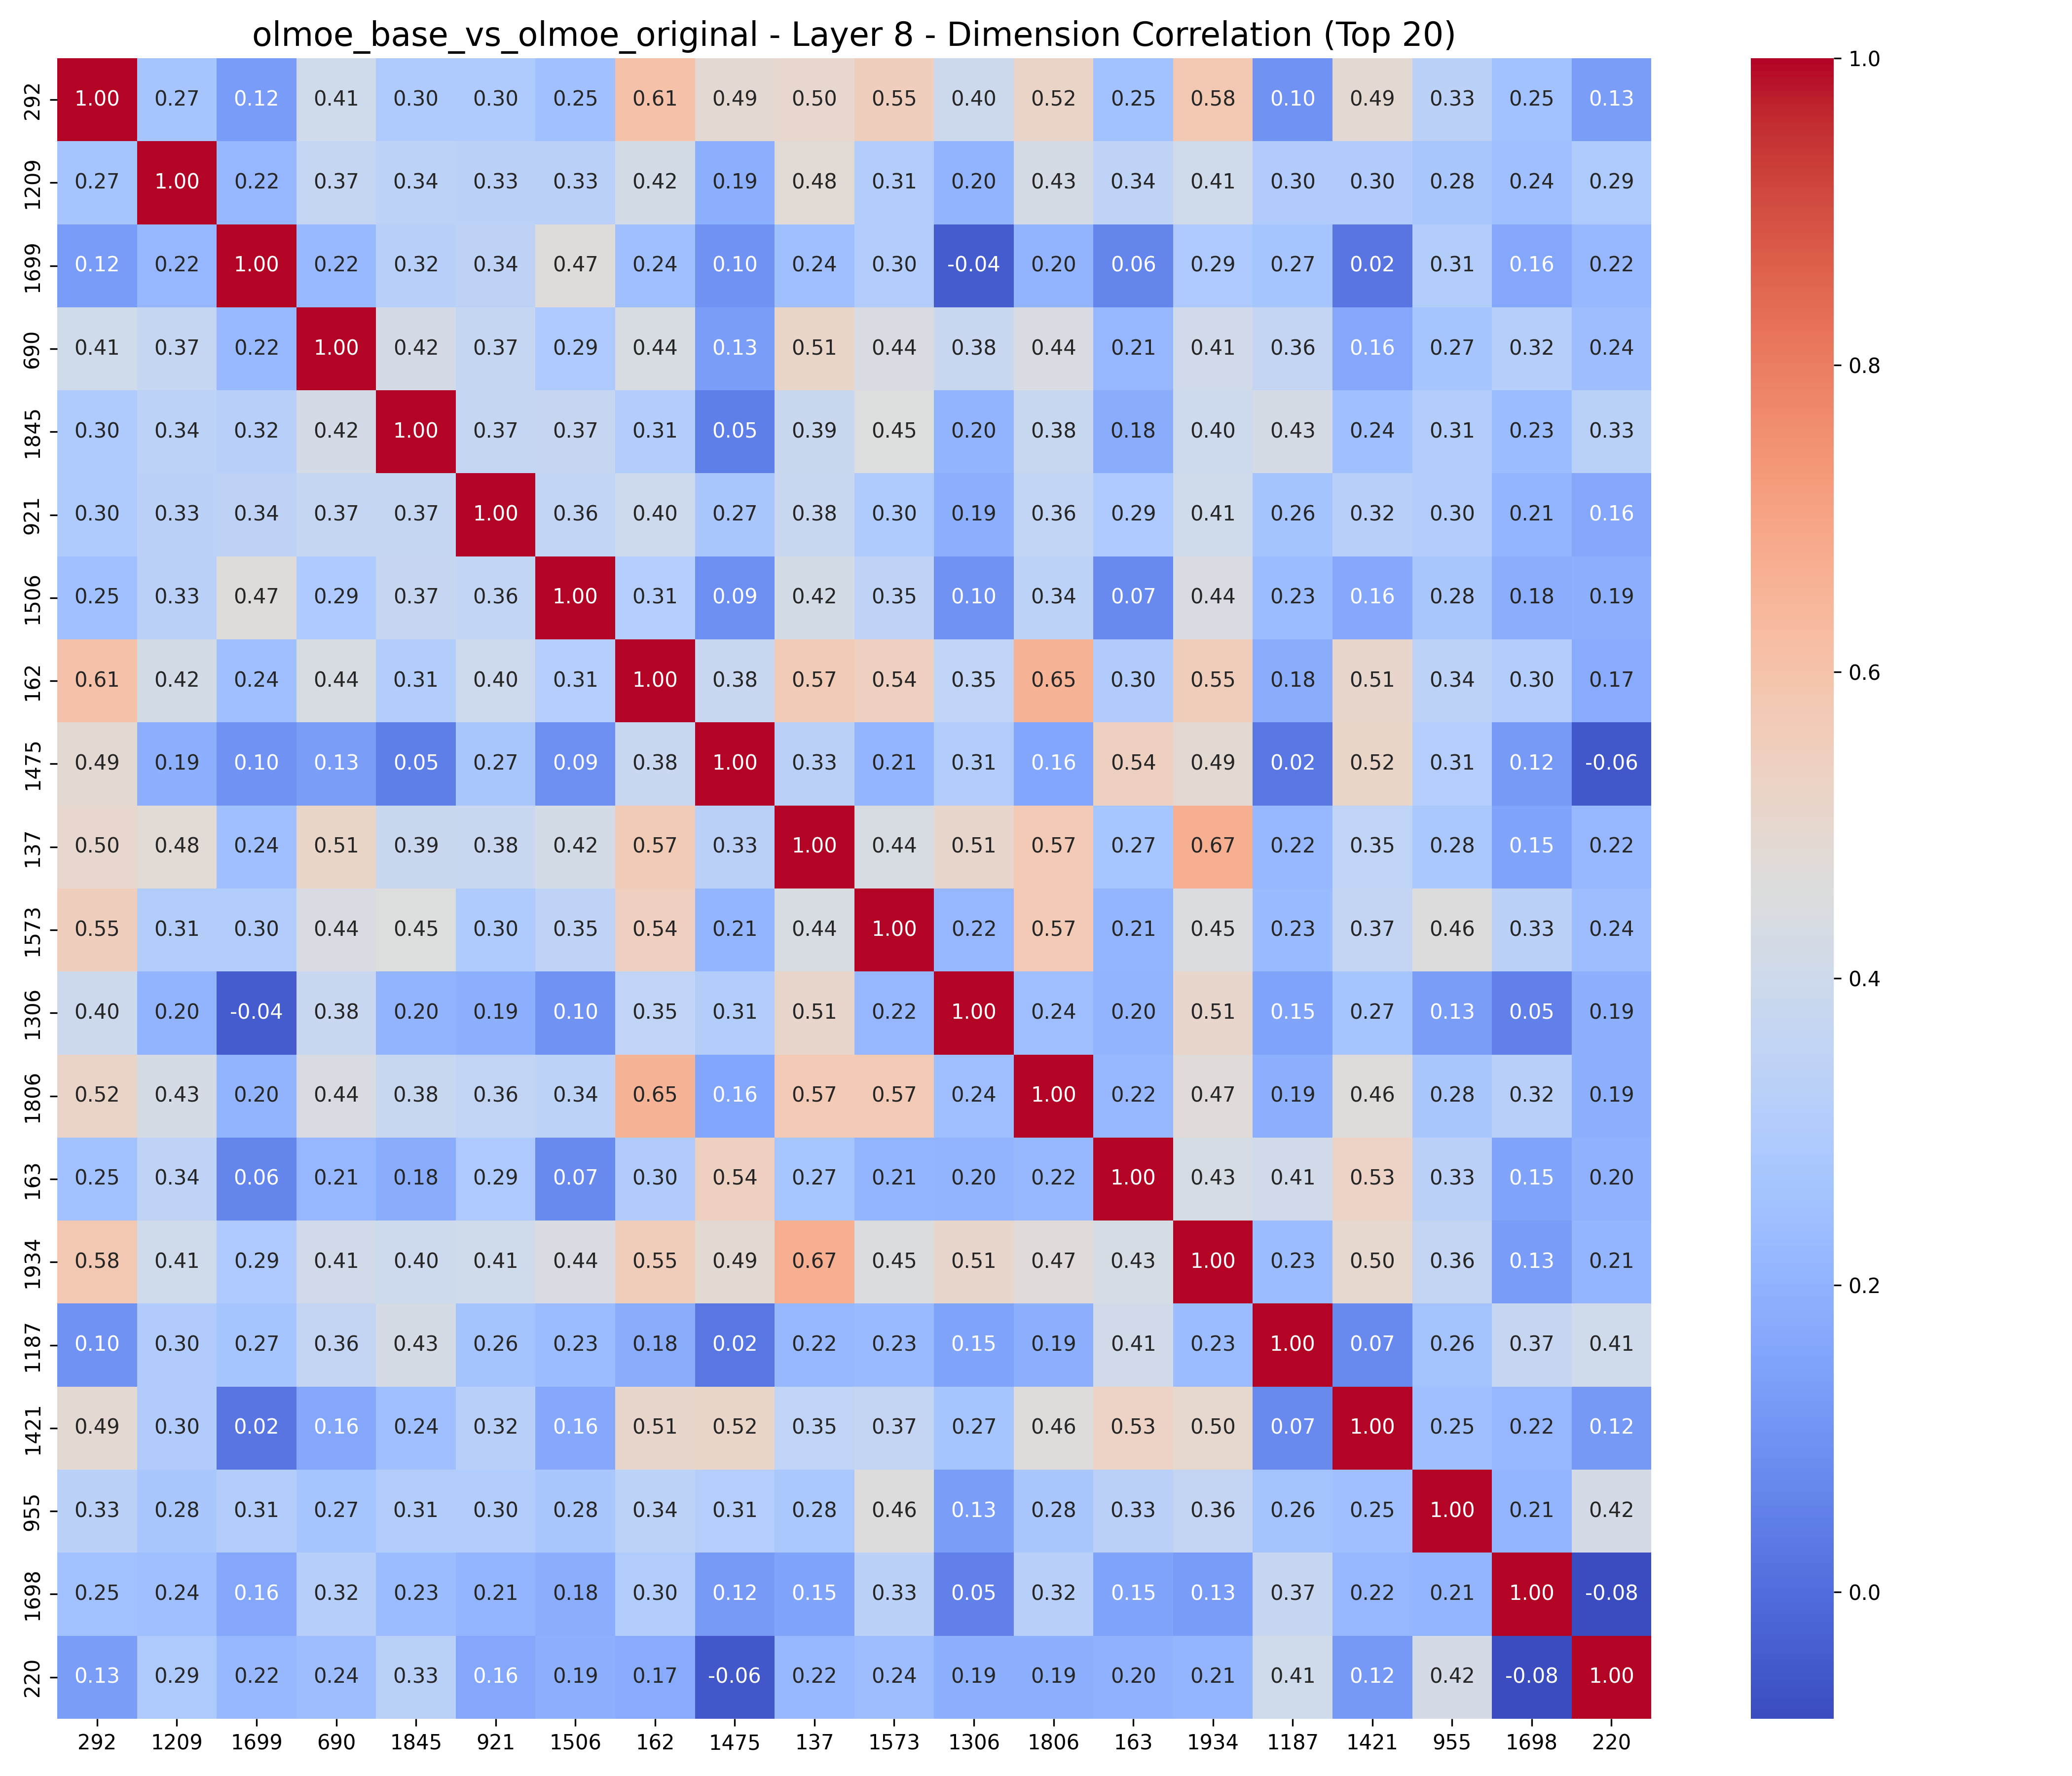 olmoe_base_vs_olmoe_original - Layer 8 - Dimension Correlation (Top 20)
292 1.00 0.27 0.12 0.41 0.30 0.30 0.25 0.61 0.49 0.50 0.55 0.40 0.52 0.25 0.58 0.10 0.49 0.33 0.25 0.13
1209 0.27 1.00 0.22 0.37 0.34 0.33 0.33 0.42 0.19 0.48 0.31 0.20 0.43 0.34 0.41 0.30 0.30 0.28 0.24 0.29
1699 0.12 0.22 1.00 0.22 0.32 0.34 0.47 0.24 0.10 0.24 0.30 -0.04 0.20 0.06 0.29 0.27 0.02 0.31 0.16 0.22
690 0.41 0.37 0.22 1.00 0.42 0.37 0.29 0.44 0.13 0.51 0.44 0.38 0.44 0.21 0.41 0.36 0.16 0.27 0.32 0.24
1845 0.30 0.34 0.32 0.42 1.00 0.37 0.37 0.31 0.05 0.39 0.45 0.20 0.38 0.18 0.40 0.43 0.24 0.31 0.23 0.33
921 0.30 0.33 0.34 0.37 0.37 1.00 0.36 0.40 0.27 0.38 0.30 0.19 0.36 0.29 0.41 0.26 0.32 0.30 0.21 0.16
1506 0.25 0.33 0.47 0.29 0.37 0.36 1.00 0.31 0.09 0.42 0.35 0.10 0.34 0.07 0.44 0.23 0.16 0.28 0.18 0.19
162 0.61 0.42 0.24 0.44 0.31 0.40 0.31 1.00 0.38 0.57 0.54 0.35 0.65 0.30 0.55 0.18 0.51 0.34 0.30 0.17
1475 0.49 0.19 0.10 0.13 0.05 0.27 0.09 0.38 1.00 0.33 0.21 0.31 0.16 0.54 0.49 0.02 0.52 0.31 0.12 -0.06
137 0.50 0.48 0.24 0.51 0.39 0.38 0.42 0.57 0.33 1.00 0.44 0.51 0.57 0.27 0.67 0.22 0.35 0.28 0.15 0.22
1573 0.55 0.31 0.30 0.44 0.45 0.30 0.35 0.54 0.21 0.44 1.00 0.22 0.57 0.21 0.45 0.23 0.37 0.46 0.33 0.24
1306 0.40 0.20 -0.04 0.38 0.20 0.19 0.10 0.35 0.31 0.51 0.22 1.00 0.24 0.20 0.51 0.15 0.27 0.13 0.05 0.19
1806 0.52 0.43 0.20 0.44 0.38 0.36 0.34 0.65 0.16 0.57 0.57 0.24 1.00 0.22 0.47 0.19 0.46 0.28 0.32 0.19
163 0.25 0.34 0.06 0.21 0.18 0.29 0.07 0.30 0.54 0.27 0.21 0.20 0.22 1.00 0.43 0.41 0.53 0.33 0.15 0.20
1934 0.58 0.41 0.29 0.41 0.40 0.41 0.44 0.55 0.49 0.67 0.45 0.51 0.47 0.43 1.00 0.23 0.50 0.36 0.13 0.21
1187 0.10 0.30 0.27 0.36 0.43 0.26 0.23 0.18 0.02 0.22 0.23 0.15 0.19 0.41 0.23 1.00 0.07 0.26 0.37 0.41
1421 0.49 0.30 0.02 0.16 0.24 0.32 0.16 0.51 0.52 0.35 0.37 0.27 0.46 0.53 0.50 0.07 1.00 0.25 0.22 0.12
955 0.33 0.28 0.31 0.27 0.31 0.30 0.28 0.34 0.31 0.28 0.46 0.13 0.28 0.33 0.36 0.26 0.25 1.00 0.21 0.42
1698 0.25 0.24 0.16 0.32 0.23 0.21 0.18 0.30 0.12 0.15 0.33 0.05 0.32 0.15 0.13 0.37 0.22 0.21 1.00 -0.08
220 0.13 0.29 0.22 0.24 0.33 0.16 0.19 0.17 -0.06 0.22 0.24 0.19 0.19 0.20 0.21 0.41 0.12 0.42 -0.08 1.00
292 1209 1699 690 1845 921 1506 162 1475 137 1573 1306 1806 163 1934 1187 1421 955 1698 220
1.0
0.8
0.6
0.4
0.2
0.0